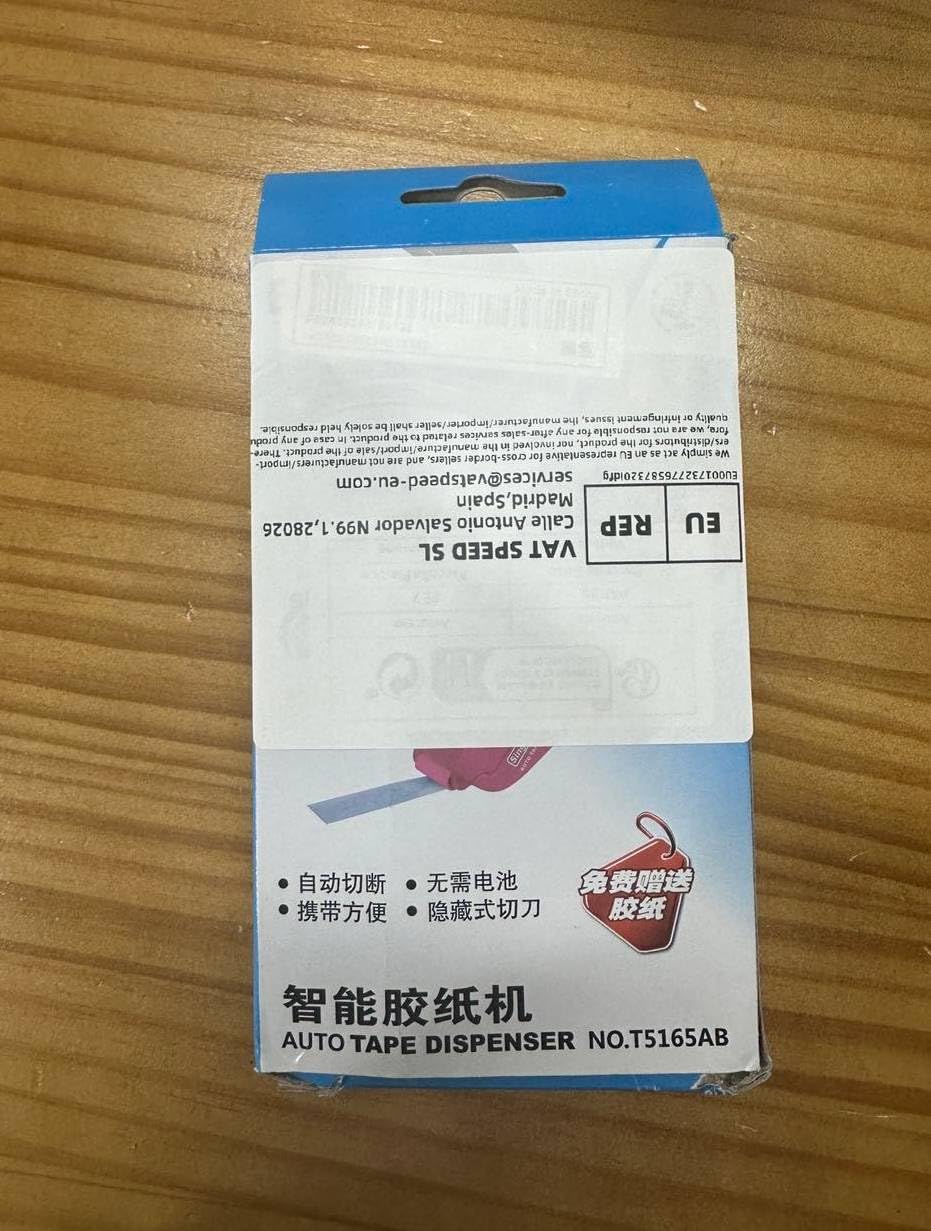 EU REP
VAT SPEED SL
Calle Antonio Salvador N99.1,28026
Madrid,Spain
services@vatspeed-eu.com
EU001732776587320idfg
We simply act as an EU representative for cross-border sellers, and are not manufacturers/import-
ers/distributors for the product, nor involved in the manufacture/import/sale of the product. There-
fore, we are not responsible for any after-sales services related to the product. In case of any produ
quality or infringement issues, the manufacturer/importer/seller shall be solely held responsible.
• 自动切断 • 无需电池
• 携带方便 • 隐藏式切刀
免费赠送
胶纸
智能胶纸机
AUTO TAPE DISPENSER NO.T5165AB